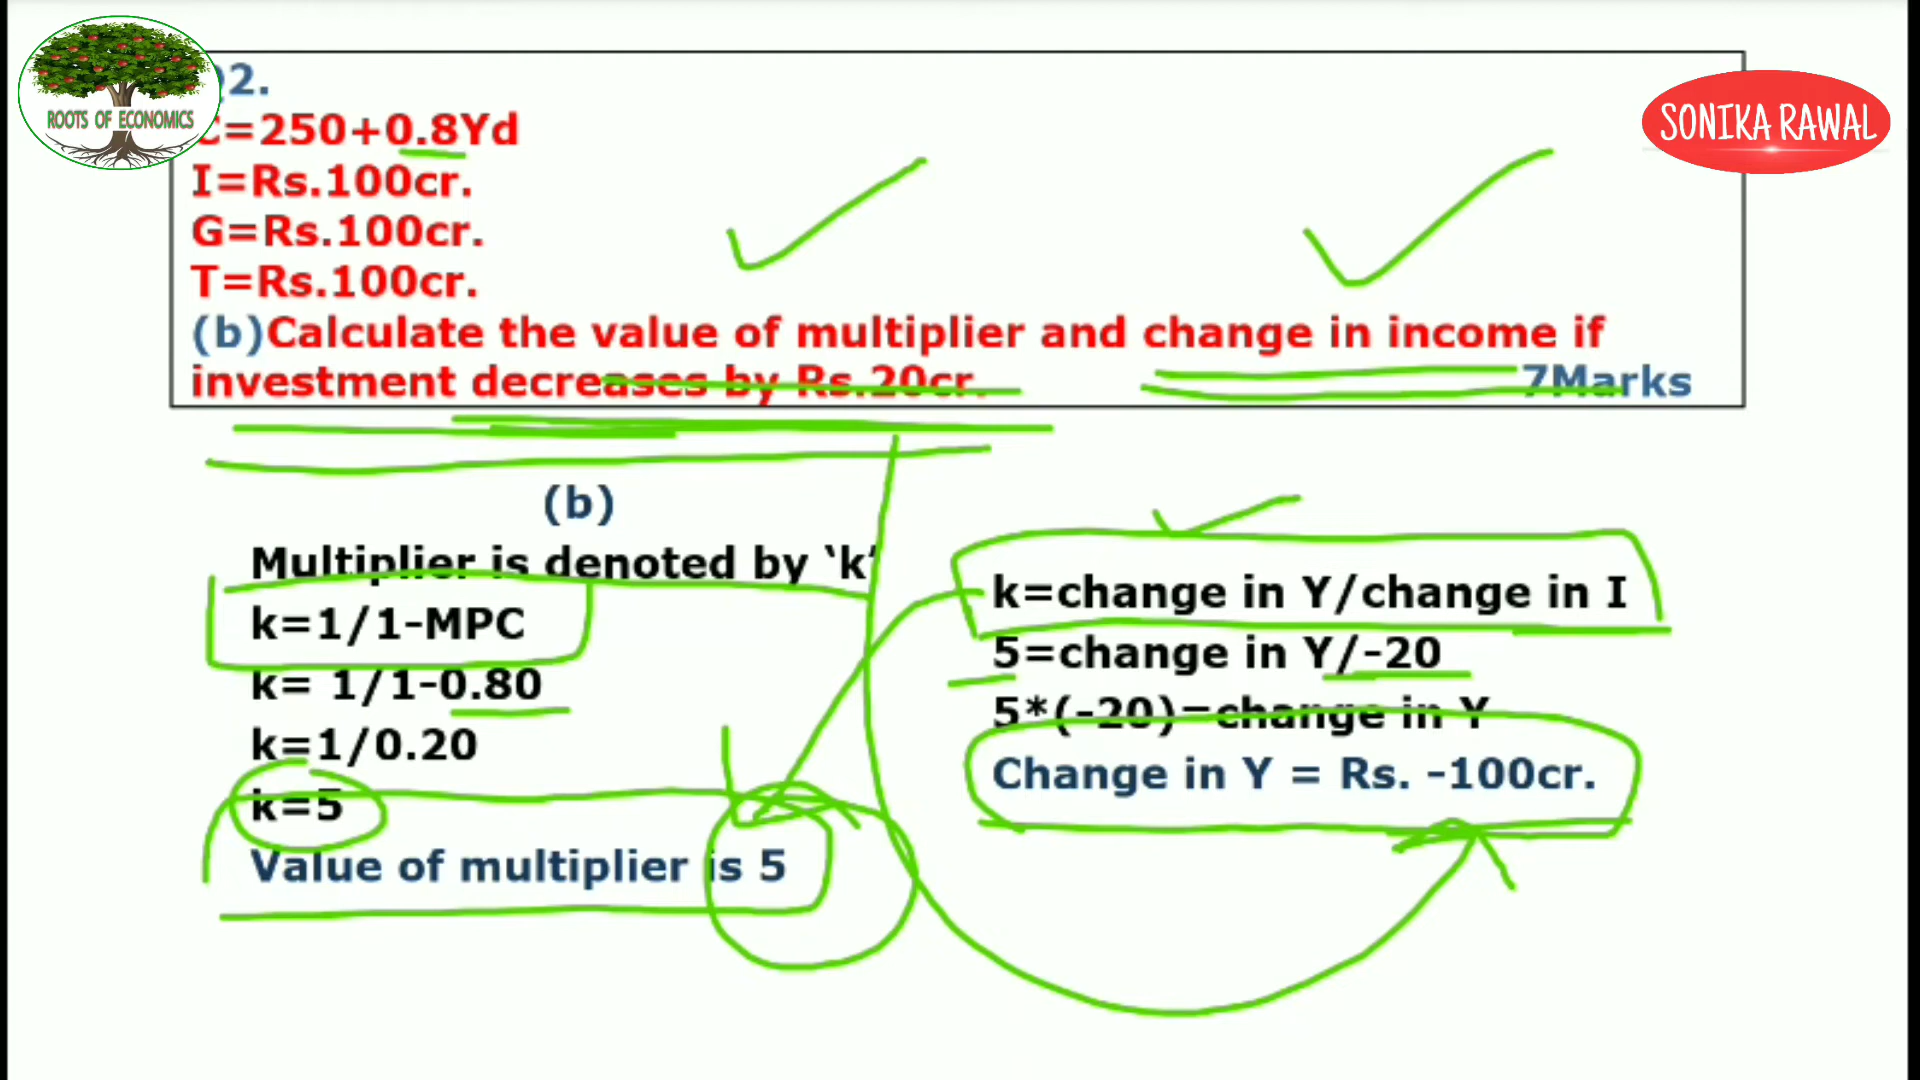 ROOTS OF ECONOMICS
SONIKA RAWAL
Q2.
C=250+0.8Yd
I=Rs.100cr.
G=Rs.100cr.
T=Rs.100cr.
(b)Calculate the value of multiplier and change in income if
investment decreases by Rs.20cr. 7Marks
(b)
Multiplier is denoted by ‘k’
k=1/1-MPC
k= 1/1-0.80
k=1/0.20
k=5
Value of multiplier is 5
k=change in Y/change in I
5=change in Y/-20
5*(-20)=change in Y
Change in Y = Rs. -100cr.